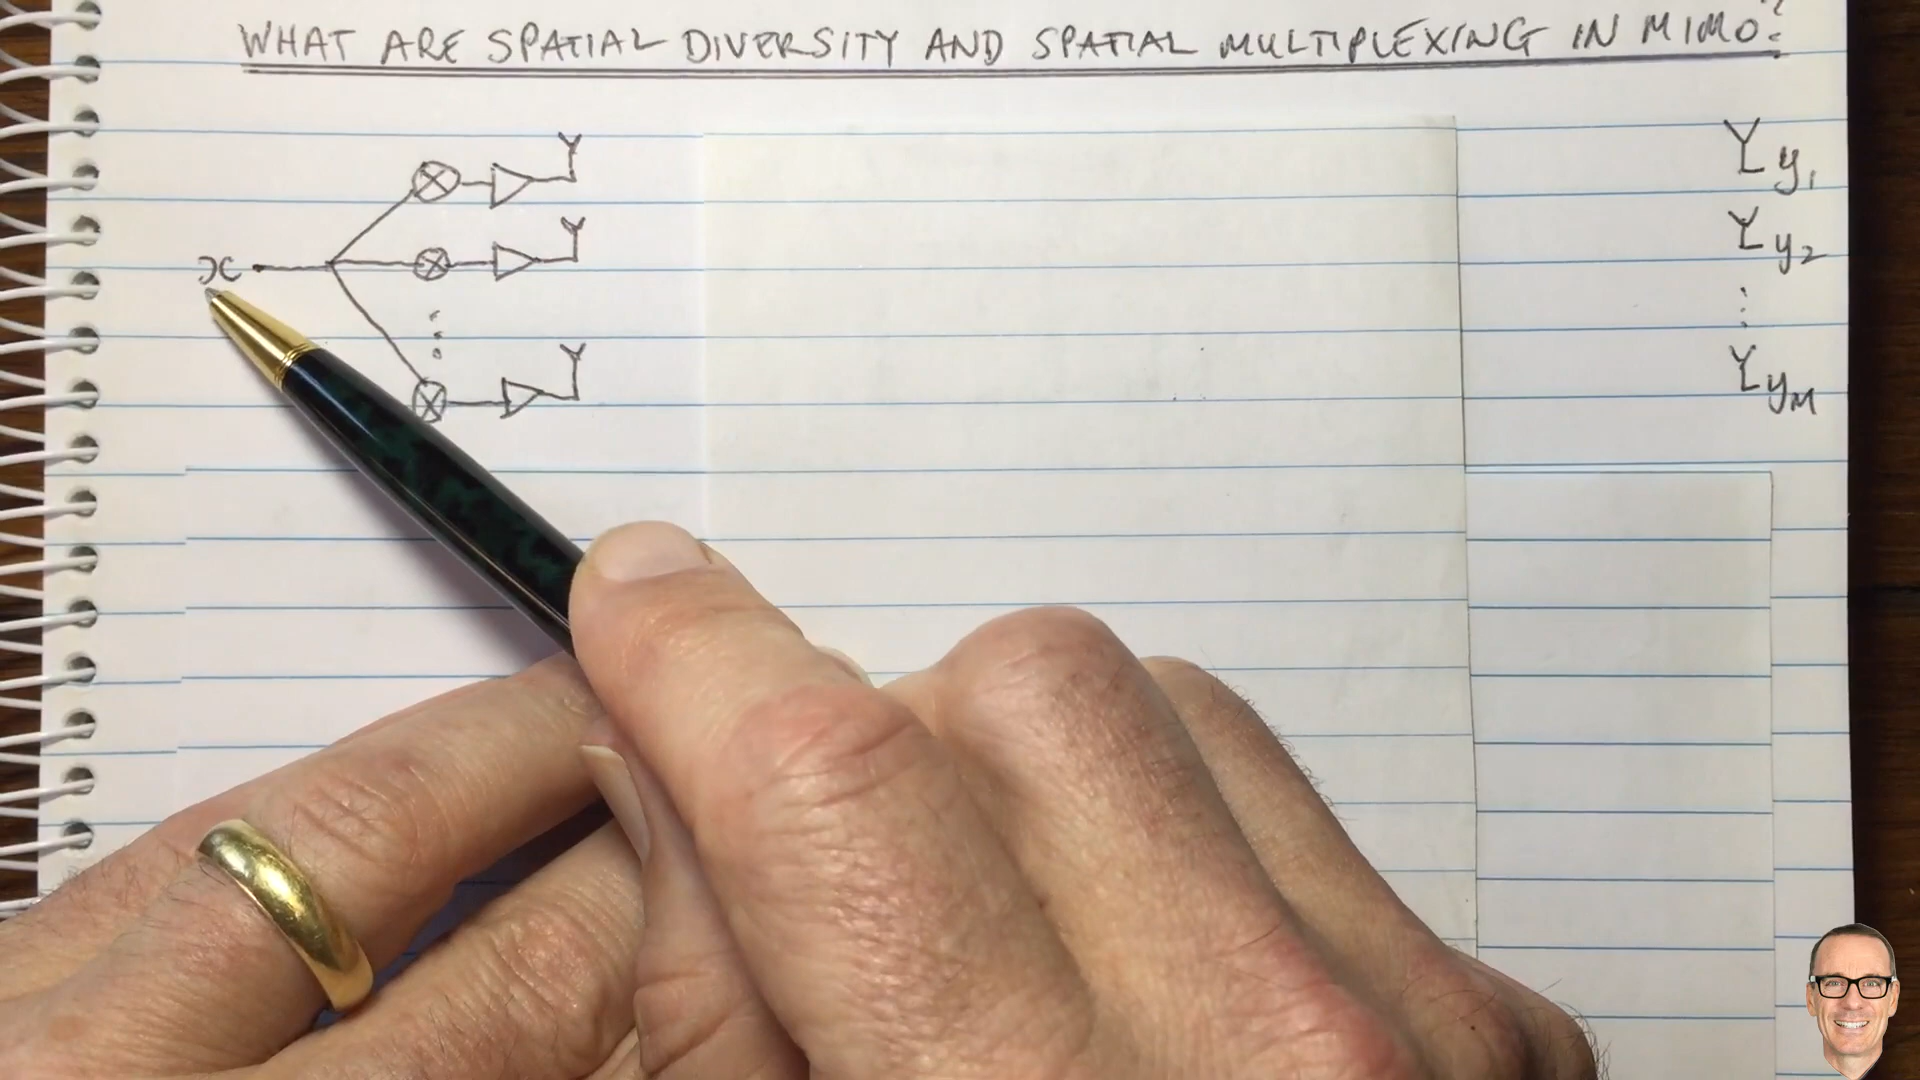 WHAT ARE SPATIAL DIVERSITY AND SPATIAL MULTIPLEXING IN MIMO?
y1
x
y2
yM